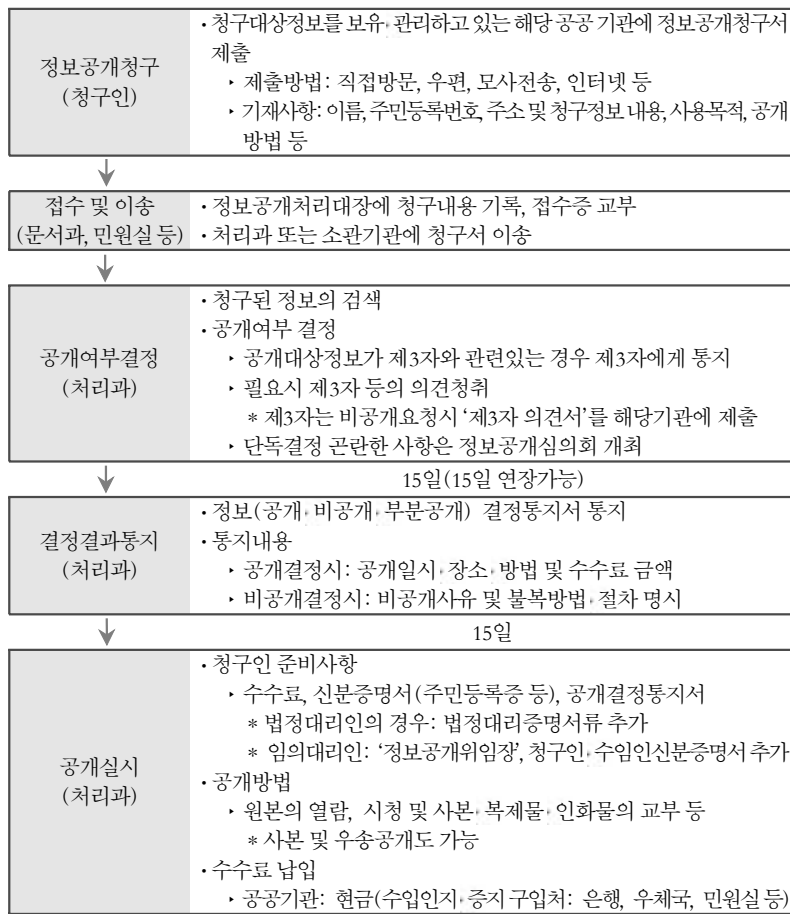 정보공개청구
(청구인)
· 청구대상정보를 보유·관리하고 있는 해당 공공 기관에 정보공개청구서
제출
‣ 제출방법: 직접방문, 우편, 모사전송, 인터넷 등
‣ 기재사항: 이름, 주민등록번호, 주소 및 청구정보 내용, 사용목적, 공개
방법 등
접수 및 이송
(문서과, 민원실 등)
· 정보공개처리대장에 청구내용 기록, 접수증 교부
· 처리과 또는 소관기관에 청구서 이송
공개여부결정
(처리과)
· 청구된 정보의 검색
· 공개여부 결정
‣ 공개대상정보가 제3자와 관련있는 경우 제3자에게 통지
‣ 필요시 제3자 등의 의견청취
* 제3자는 비공개요청시 ‘제3자 의견서’를 해당기관에 제출
‣ 단독결정 곤란한 사항은 정보공개심의회 개최
15일(15일 연장가능)
결정결과통지
(처리과)
· 정보(공개·비공개·부분공개) 결정통지서 통지
· 통지내용
‣ 공개결정시: 공개일시·장소·방법 및 수수료 금액
‣ 비공개결정시: 비공개사유 및 불복방법·절차 명시
15일
공개실시
(처리과)
· 청구인 준비사항
‣ 수수료, 신분증명서(주민등록증 등), 공개결정통지서
* 법정대리인의 경우: 법정대리증명서류 추가
* 임의대리인: ‘정보공개위임장’, 청구인·수임인신분증명서 추가
· 공개방법
‣ 원본의 열람, 시청 및 사본·복제물·인화물의 교부 등
* 사본 및 우송공개도 가능
· 수수료 납입
‣ 공공기관: 현금(수입인지·증지 구입처: 은행, 우체국, 민원실 등)